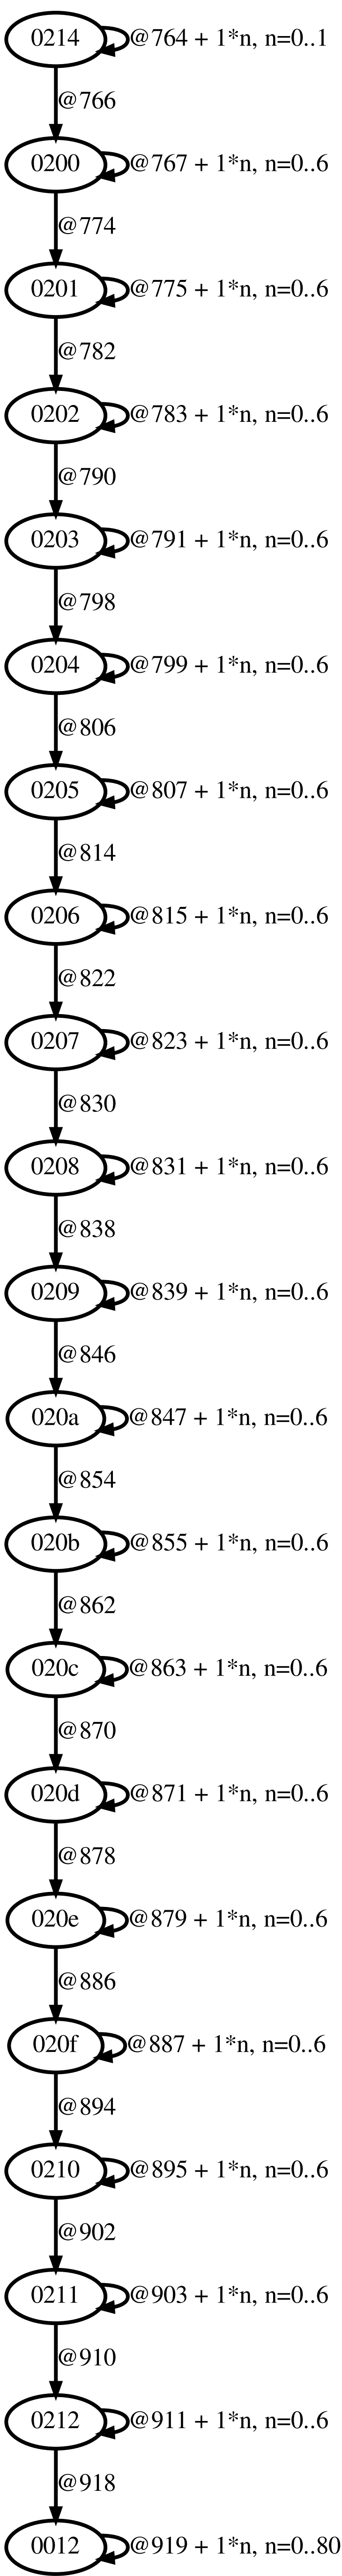 0214 @764 + 1*n, n=0..1
@766
0200 @767 + 1*n, n=0..6
@774
0201 @775 + 1*n, n=0..6
@782
0202 @783 + 1*n, n=0..6
@790
0203 @791 + 1*n, n=0..6
@798
0204 @799 + 1*n, n=0..6
@806
0205 @807 + 1*n, n=0..6
@814
0206 @815 + 1*n, n=0..6
@822
0207 @823 + 1*n, n=0..6
@830
0208 @831 + 1*n, n=0..6
@838
0209 @839 + 1*n, n=0..6
@846
020a @847 + 1*n, n=0..6
@854
020b @855 + 1*n, n=0..6
@862
020c @863 + 1*n, n=0..6
@870
020d @871 + 1*n, n=0..6
@878
020e @879 + 1*n, n=0..6
@886
020f @887 + 1*n, n=0..6
@894
0210 @895 + 1*n, n=0..6
@902
0211 @903 + 1*n, n=0..6
@910
0212 @911 + 1*n, n=0..6
@918
0012 @919 + 1*n, n=0..80